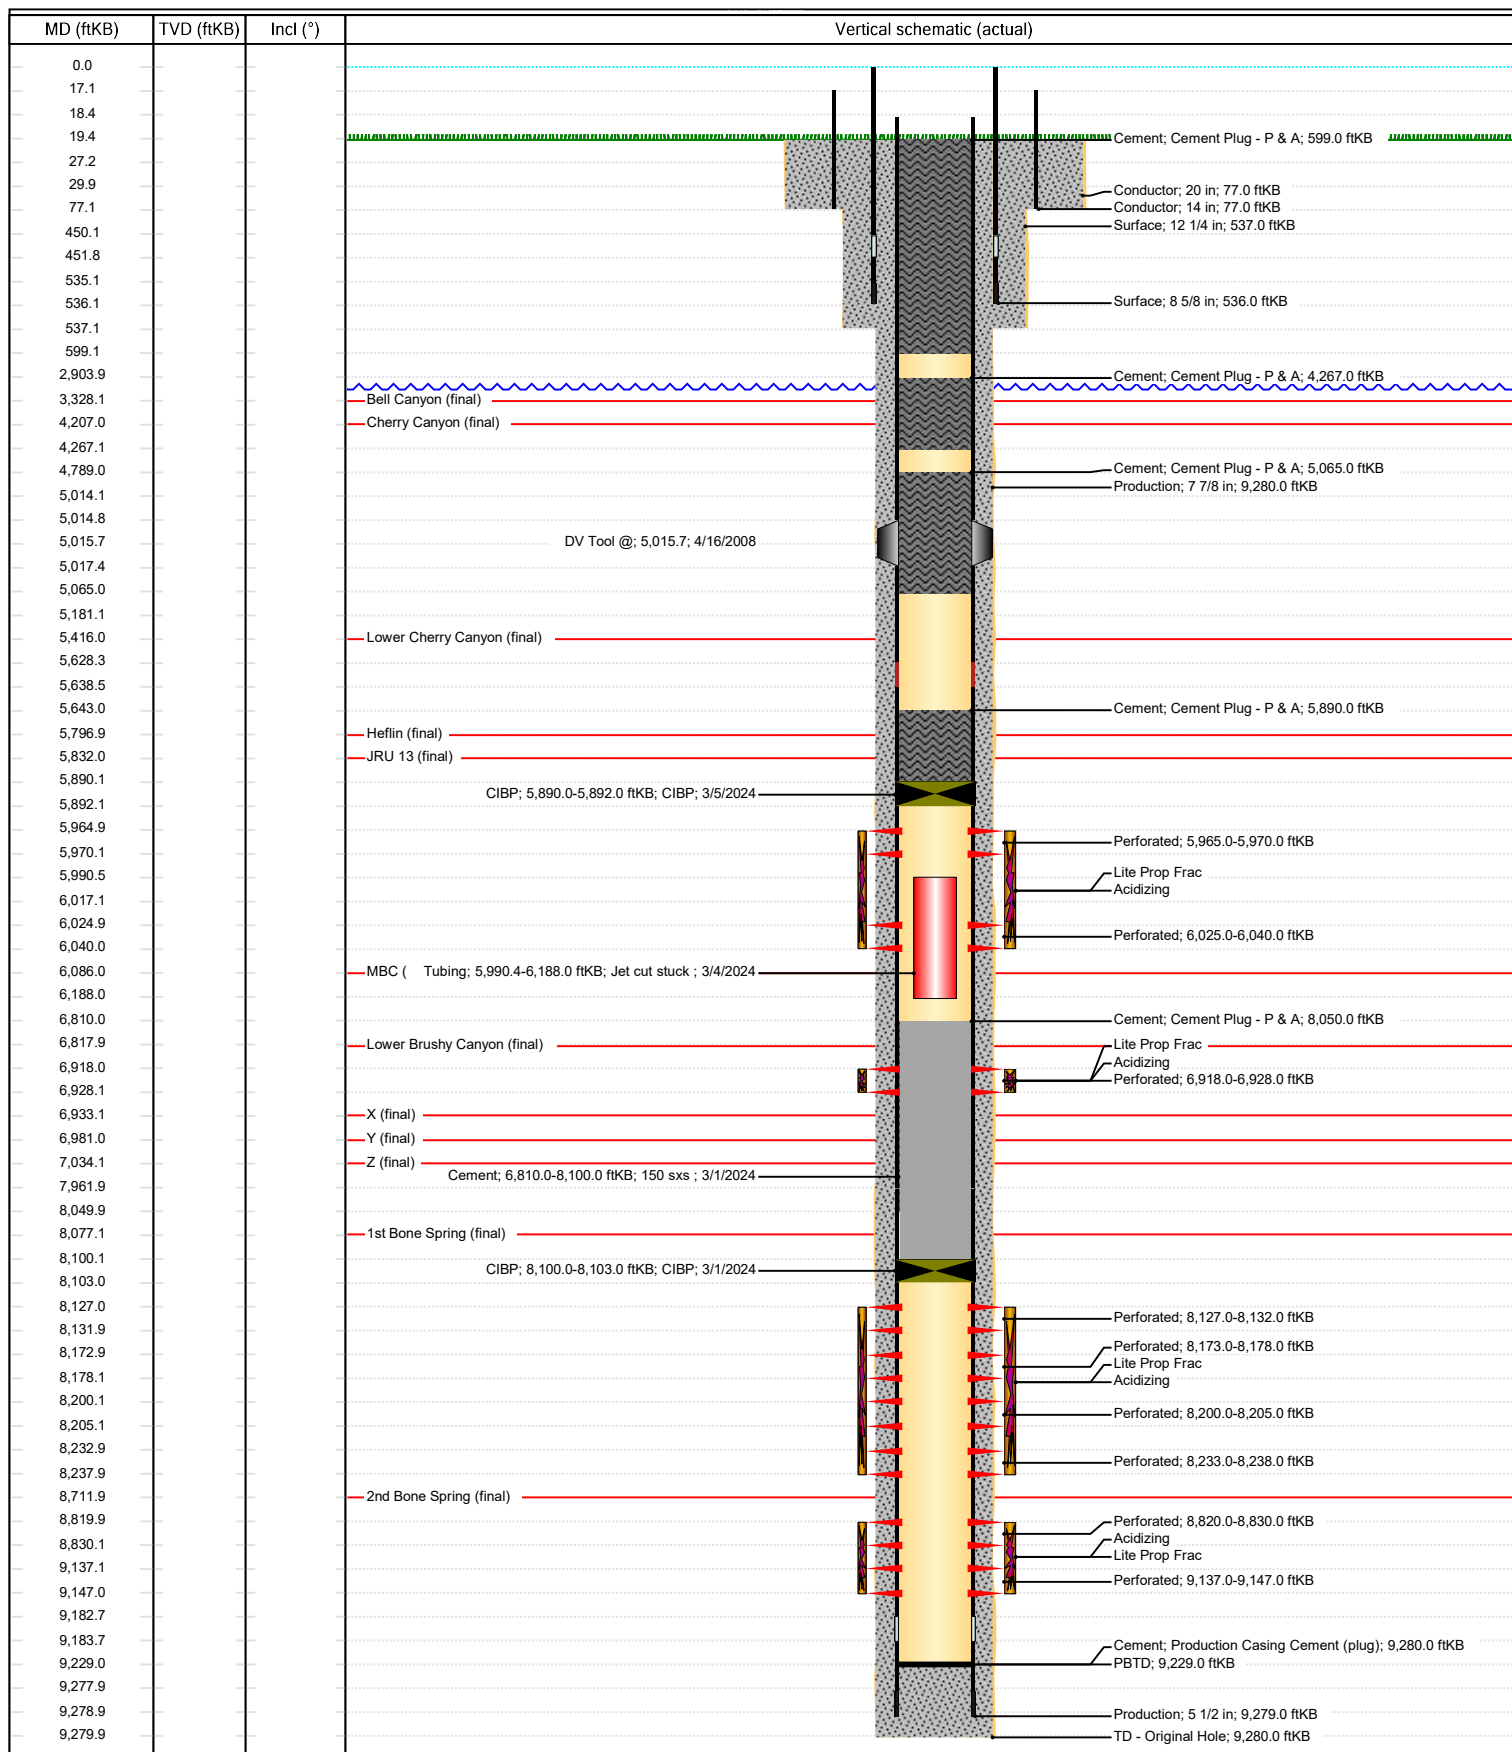 MD (ftKB) TVD (ftKB) Incl (°) Vertical schematic (actual)
0.0
17.1
18.4
19.4 Cement; Cement Plug - P & A; 599.0 ftKB
27.2
29.9 Conductor; 20 in; 77.0 ftKB
77.1 Conductor; 14 in; 77.0 ftKB
450.1 Surface; 12 1/4 in; 537.0 ftKB
451.8
535.1
536.1 Surface; 8 5/8 in; 536.0 ftKB
537.1
599.1
2,903.9 Cement; Cement Plug - P & A; 4,267.0 ftKB
3,328.1 Bell Canyon (final)
4,207.0 Cherry Canyon (final)
4,267.1
4,789.0 Cement; Cement Plug - P & A; 5,065.0 ftKB
5,014.1 Production; 7 7/8 in; 9,280.0 ftKB
5,014.8
5,015.7 DV Tool @; 5,015.7; 4/16/2008
5,017.4
5,065.0
5,181.1
5,416.0 Lower Cherry Canyon (final)
5,628.3
5,638.5
5,643.0 Cement; Cement Plug - P & A; 5,890.0 ftKB
5,796.9 Heflin (final)
5,832.0 JRU 13 (final)
5,890.1
5,892.1 CIBP; 5,890.0-5,892.0 ftKB; CIBP; 3/5/2024
5,964.9
5,970.1 Perforated; 5,965.0-5,970.0 ftKB
5,990.5 Lite Prop Frac
Acidizing
6,017.1
6,024.9
6,040.0 Perforated; 6,025.0-6,040.0 ftKB
6,086.0 MBC ( Tubing; 5,990.4-6,188.0 ftKB; Jet cut stuck ; 3/4/2024
6,188.0
6,810.0 Cement; Cement Plug - P & A; 8,050.0 ftKB
6,817.9 Lower Brushy Canyon (final) Lite Prop Frac
6,918.0 Acidizing
6,928.1 Perforated; 6,918.0-6,928.0 ftKB
6,933.1 X (final)
6,981.0 Y (final)
7,034.1 Z (final)
Cement; 6,810.0-8,100.0 ftKB; 150 sxs ; 3/1/2024
7,961.9
8,049.9
8,077.1 1st Bone Spring (final)
8,100.1
CIBP; 8,100.0-8,103.0 ftKB; CIBP; 3/1/2024
8,103.0
8,127.0
Perforated; 8,127.0-8,132.0 ftKB
8,131.9
8,172.9 Perforated; 8,173.0-8,178.0 ftKB
Lite Prop Frac
8,178.1 Acidizing
8,200.1
Perforated; 8,200.0-8,205.0 ftKB
8,205.1
8,232.9
Perforated; 8,233.0-8,238.0 ftKB
8,237.9
8,711.9 2nd Bone Spring (final)
8,819.9 Perforated; 8,820.0-8,830.0 ftKB
Acidizing
8,830.1 Lite Prop Frac
9,137.1
Perforated; 9,137.0-9,147.0 ftKB
9,147.0
9,182.7
9,183.7 Cement; Production Casing Cement (plug); 9,280.0 ftKB
9,229.0 PBTD; 9,229.0 ftKB
9,277.9
9,278.9 Production; 5 1/2 in; 9,279.0 ftKB
9,279.9 TD - Original Hole; 9,280.0 ftKB